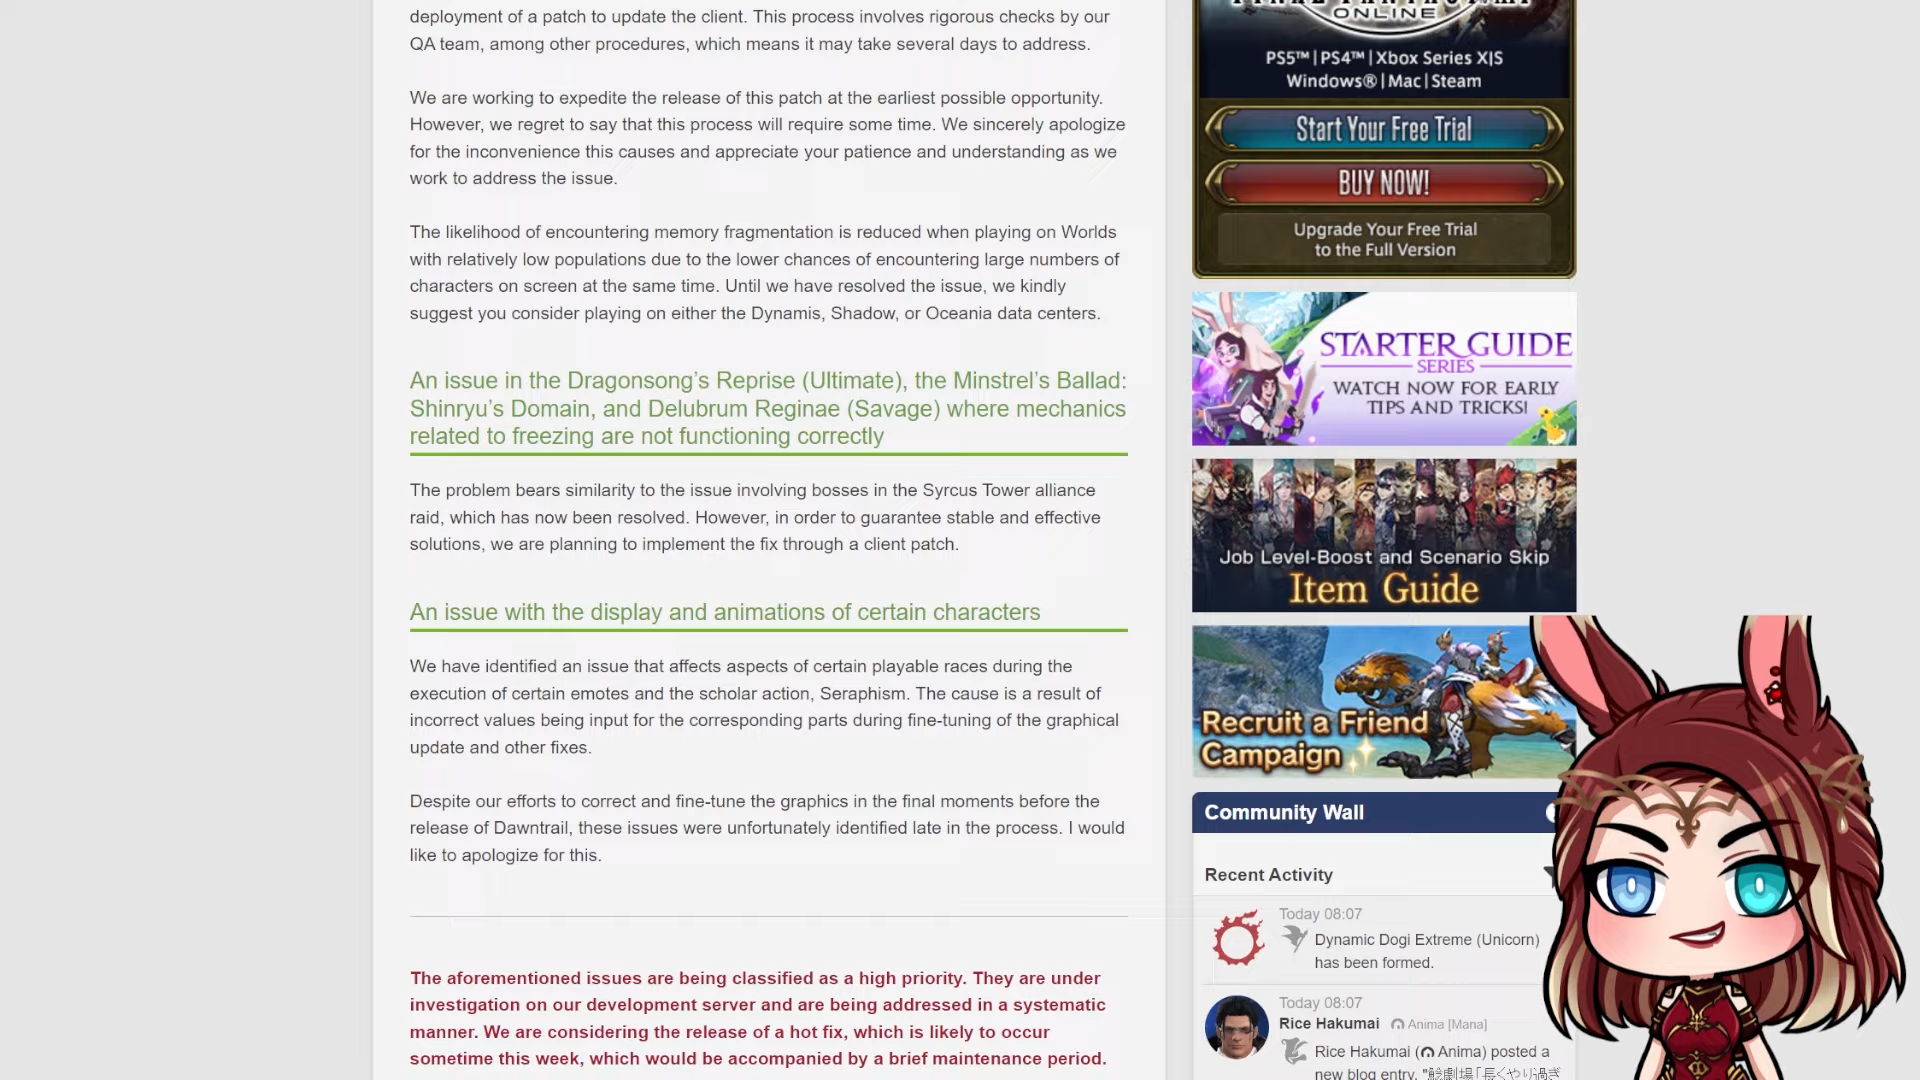 deployment of a patch to update the client. This process involves rigorous checks by our
QA team, among other procedures, which means it may take several days to address.
We are working to expedite the release of this patch at the earliest possible opportunity.
However, we regret to say that this process will require some time. We sincerely apologize
for the inconvenience this causes and appreciate your patience and understanding as we
work to address the issue.
The likelihood of encountering memory fragmentation is reduced when playing on Worlds
with relatively low populations due to the lower chances of encountering large numbers of
characters on screen at the same time. Until we have resolved the issue, we kindly
suggest you consider playing on either the Dynamis, Shadow, or Oceania data centers.
An issue in the Dragonsong’s Reprise (Ultimate), the Minstrel’s Ballad:
Shinryu’s Domain, and Delubrum Reginae (Savage) where mechanics
related to freezing are not functioning correctly
The problem bears similarity to the issue involving bosses in the Syrcus Tower alliance
raid, which has now been resolved. However, in order to guarantee stable and effective
solutions, we are planning to implement the fix through a client patch.
An issue with the display and animations of certain characters
We have identified an issue that affects aspects of certain playable races during the
execution of certain emotes and the scholar action, Seraphism. The cause is a result of
incorrect values being input for the corresponding parts during fine-tuning of the graphical
update and other fixes.
Despite our efforts to correct and fine-tune the graphics in the final moments before the
release of Dawntrail, these issues were unfortunately identified late in the process. I would
like to apologize for this.
The aforementioned issues are being classified as a high priority. They are under
investigation on our development server and are being addressed in a systematic
manner. We are considering the release of a hot fix, which is likely to occur
sometime this week, which would be accompanied by a brief maintenance period.
ONLINE
PS5™ | PS4™ | Xbox Series X|S
Windows® | Mac | Steam
Start Your Free Trial
BUY NOW!
Upgrade Your Free Trial
to the Full Version
STARTER GUIDE
SERIES
WATCH NOW FOR EARLY
TIPS AND TRICKS!
Job Level-Boost and Scenario Skip
Item Guide
Recruit a Friend
Campaign
Community Wall
Recent Activity
Today 08:07
Dynamic Dogi Extreme (Unicorn)
has been formed.
Today 08:07
Rice Hakumai Anima [Mana]
Rice Hakumai ( Anima) posted a
new blog entry, "